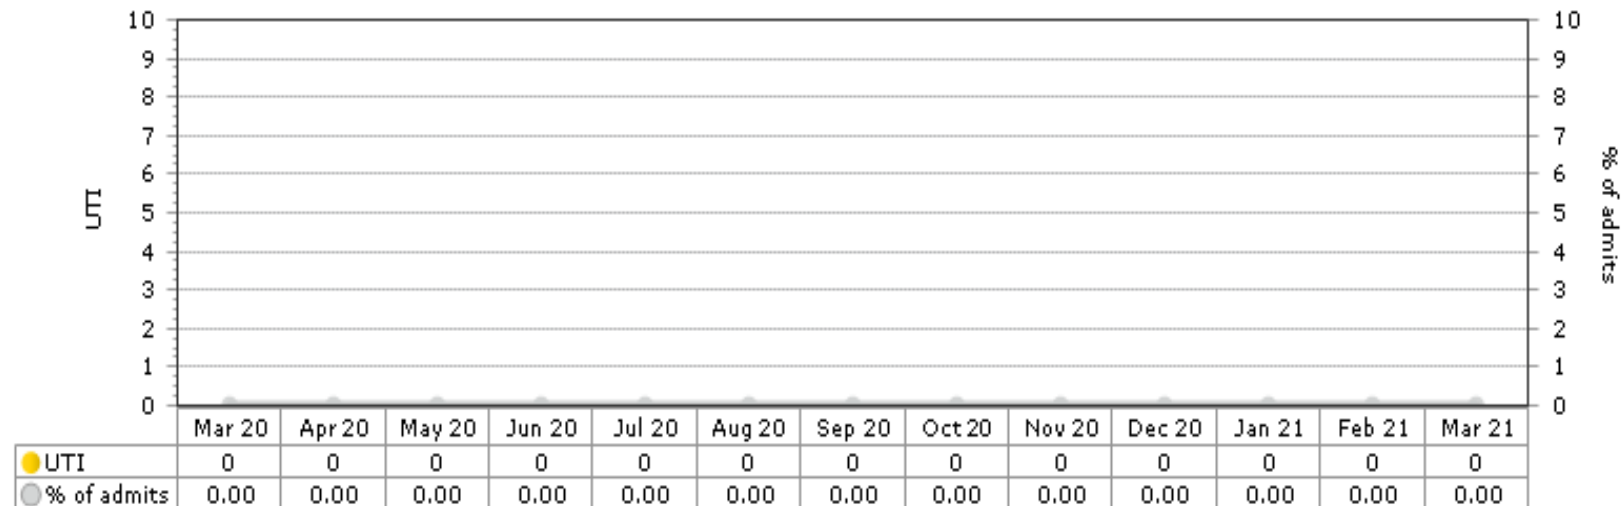 10 10
9 9
8 8
7 7
6 6
UTI % of admits
5 5
4 4
3 3
2 2
1 1
0 0
Mar 20 Apr 20 May 20 Jun 20 Jul 20 Aug 20 Sep 20 Oct 20 Nov 20 Dec 20 Jan 21 Feb 21 Mar 21
UTI 0 0 0 0 0 0 0 0 0 0 0 0 0
% of admits 0.00 0.00 0.00 0.00 0.00 0.00 0.00 0.00 0.00 0.00 0.00 0.00 0.00